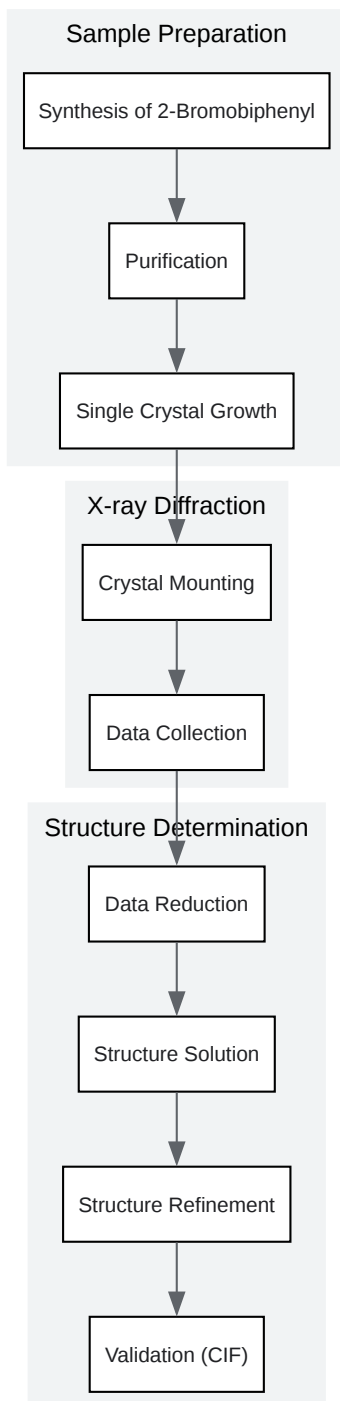 Sample Preparation
Synthesis of 2-Bromobiphenyl
Purification
Single Crystal Growth
X-ray Diffraction
Crystal Mounting
Data Collection
Structure Determination
Data Reduction
Structure Solution
Structure Refinement
Validation (CIF)